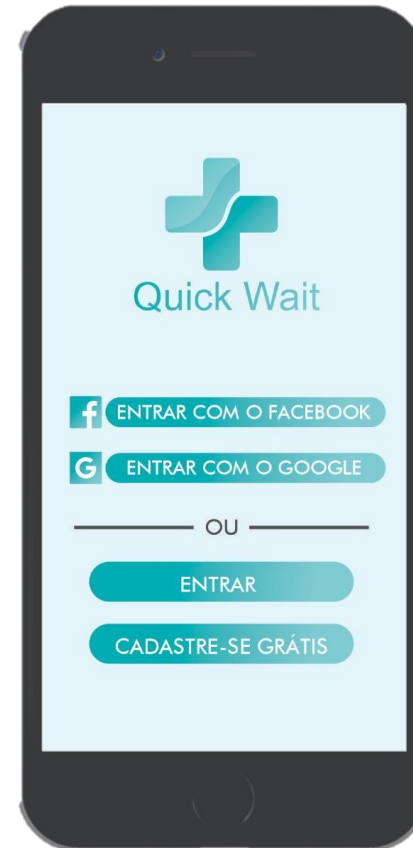 Quick Wait
ENTRAR COM O FACEBOOK
G ENTRAR COM O GOOGLE
OU
ENTRAR
CADASTRE-SE GRÁTIS